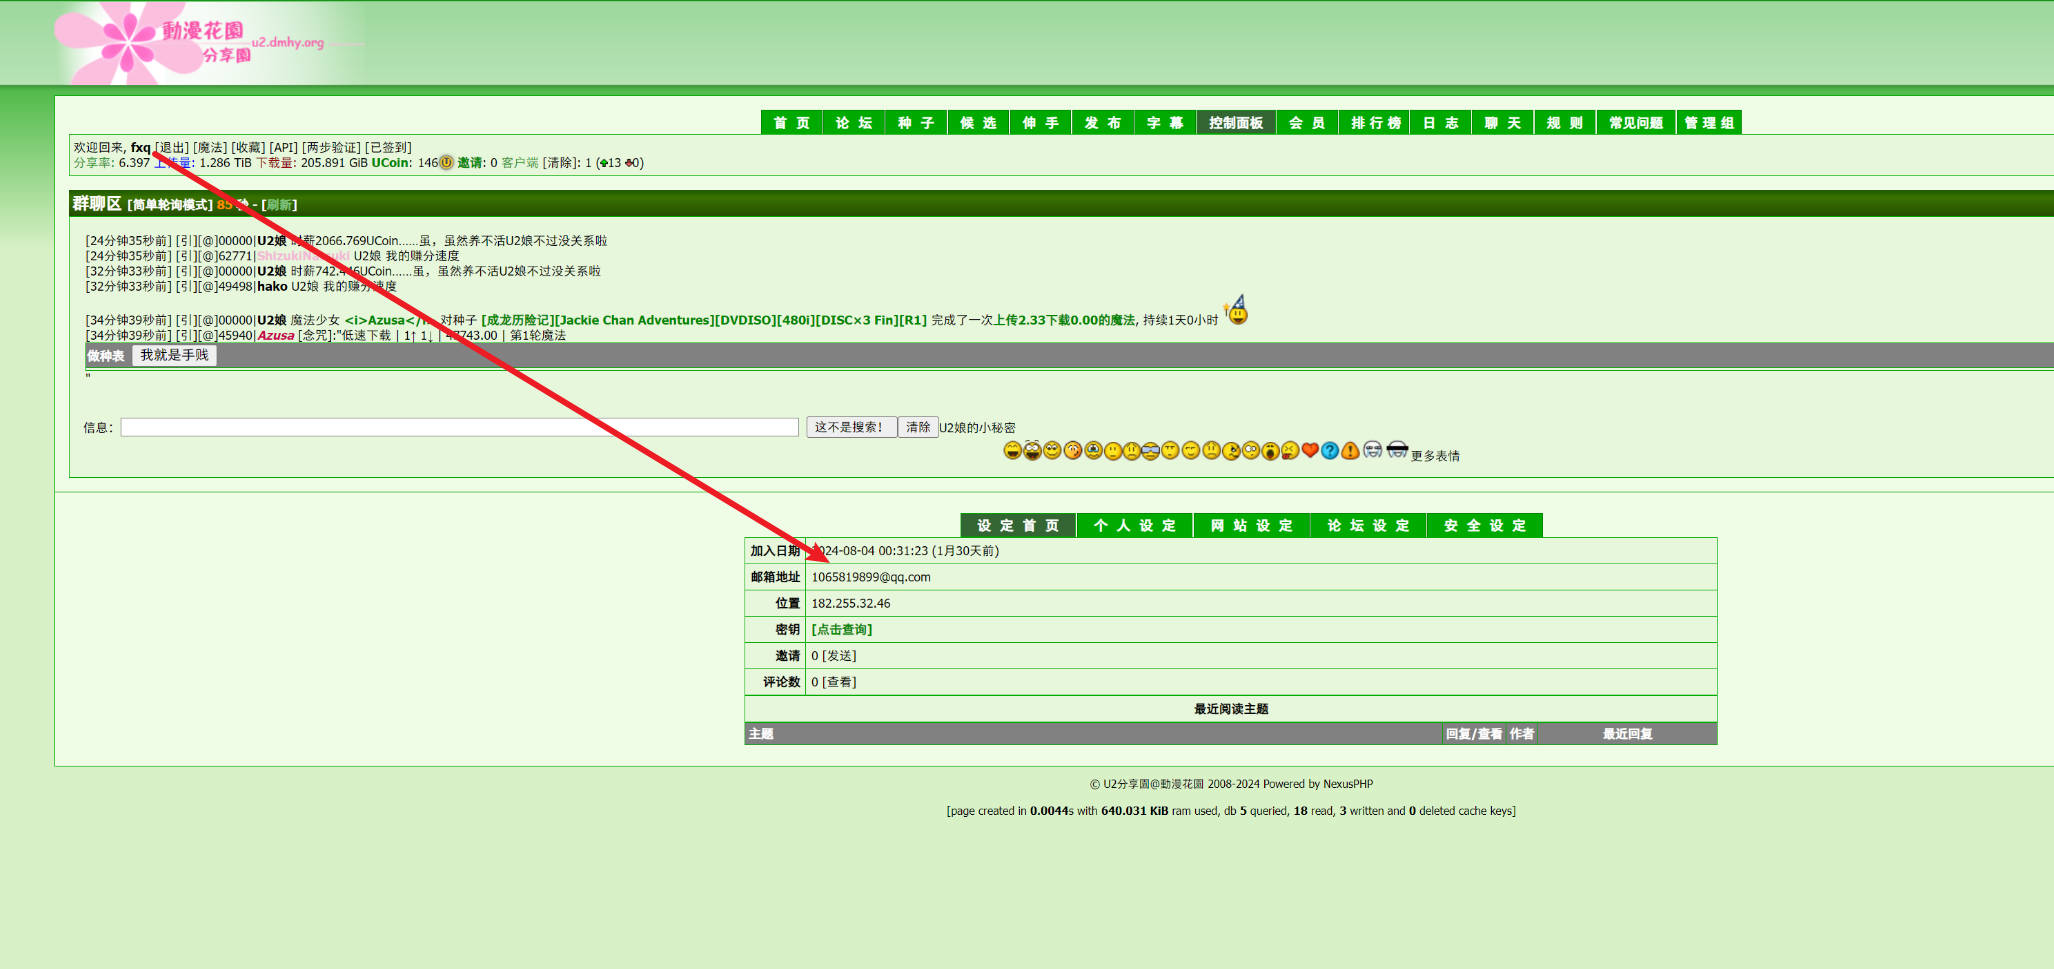 動漫花園
分享園
u2.dmhy.org
首 页 论 坛 种 子 候 选 伸 手 发 布 字 幕 控制面板 会 员 排 行 榜 日 志 聊 天 规 则 常见问题 管 理 组
欢迎回来, fxq [退出] [魔法] [收藏] [API] [两步验证] [已签到]
分享率: 6.397 上传量: 1.286 TiB 下载量: 205.891 GiB UCoin: 146 邀请: 0 客户端 [清除]: 1 (13 0)
群聊区 [简单轮询模式] 85 秒 - [刷新]
[24分钟35秒前] [引][@]00000|U2娘 时薪2066.769UCoin……虽，虽然养不活U2娘不过没关系啦
[24分钟35秒前] [引][@]62771| U2娘 我的赚分速度
[32分钟33秒前] [引][@]00000|U2娘 时薪742.446UCoin……虽，虽然养不活U2娘不过没关系啦
[32分钟33秒前] [引][@]49498|hako U2娘 我的赚分速度
[34分钟39秒前] [引][@]00000|U2娘 魔法少女 <i>Azusa</i> 对种子 [成龙历险记][Jackie Chan Adventures][DVDISO][480i][DISC×3 Fin][R1] 完成了一次上传2.33下载0.00的魔法, 持续1天0小时
[34分钟39秒前] [引][@]45940|Azusa [念咒]:"低速下载 | 1↑ 1↓ | 743.00 | 第1轮魔法
做种表 我就是手贱
"
信息: 这不是搜索！ 清除 U2娘的小秘密
更多表情
设 定 首 页 个 人 设 定 网 站 设 定 论 坛 设 定 安 全 设 定
加入日期 2024-08-04 00:31:23 (1月30天前)
邮箱地址 1065819899@qq.com
位置 182.255.32.46
密钥 [点击查询]
邀请 0 [发送]
评论数 0 [查看]
最近阅读主题
主题 回复/查看 作者 最近回复
© U2分享園@動漫花園 2008-2024 Powered by NexusPHP
[page created in 0.0044s with 640.031 KiB ram used, db 5 queried, 18 read, 3 written and 0 deleted cache keys]